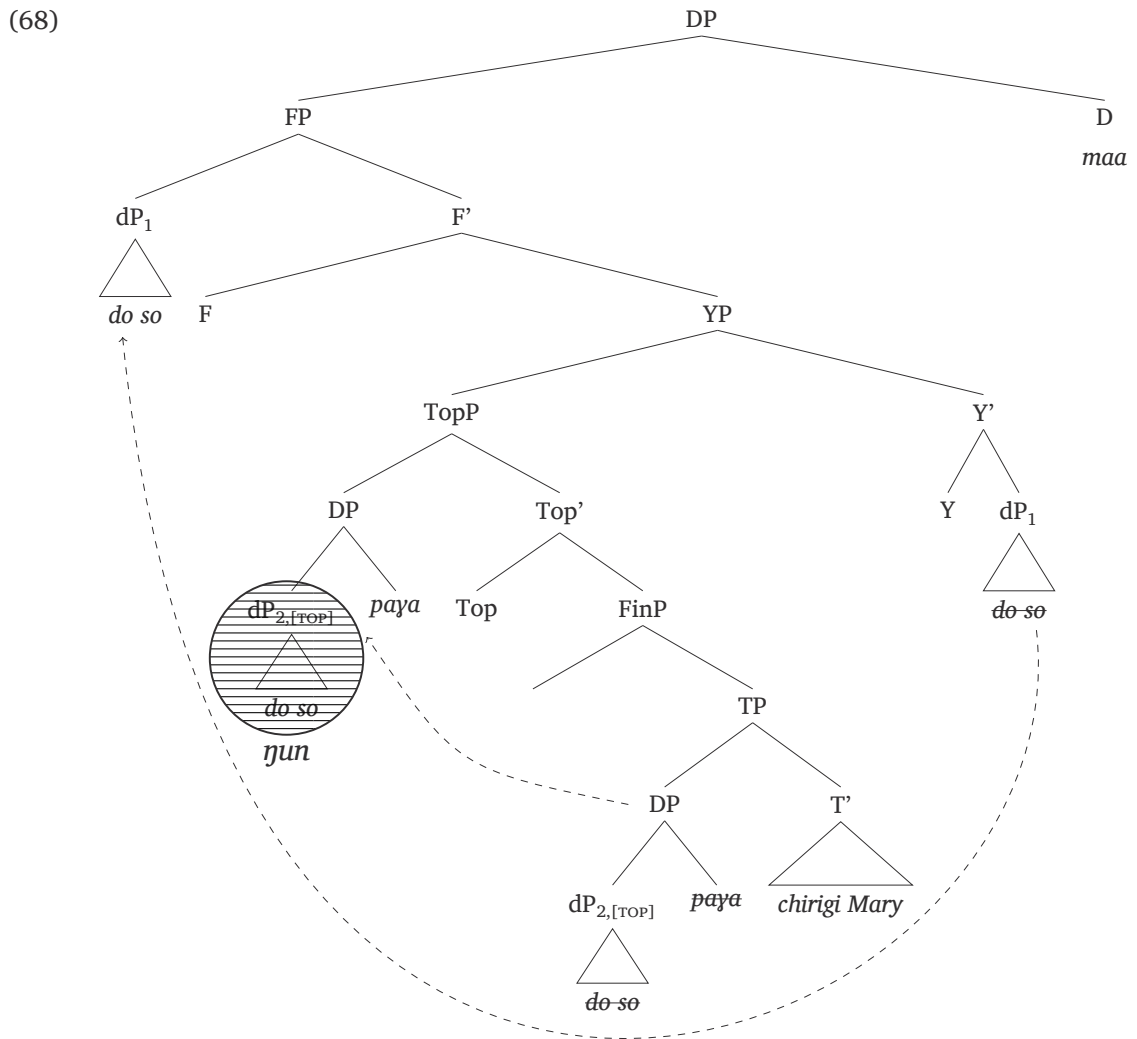 (68) DP
FP D
maa
dP₁ F’
do so F YP
TopP Y’
DP Top’ Y dP₁
dP₂,[TOP] paɣa Top FinP do so
do so TP
ŋun
DP T’
dP₂,[TOP] paɣa chirigi Mary
do so